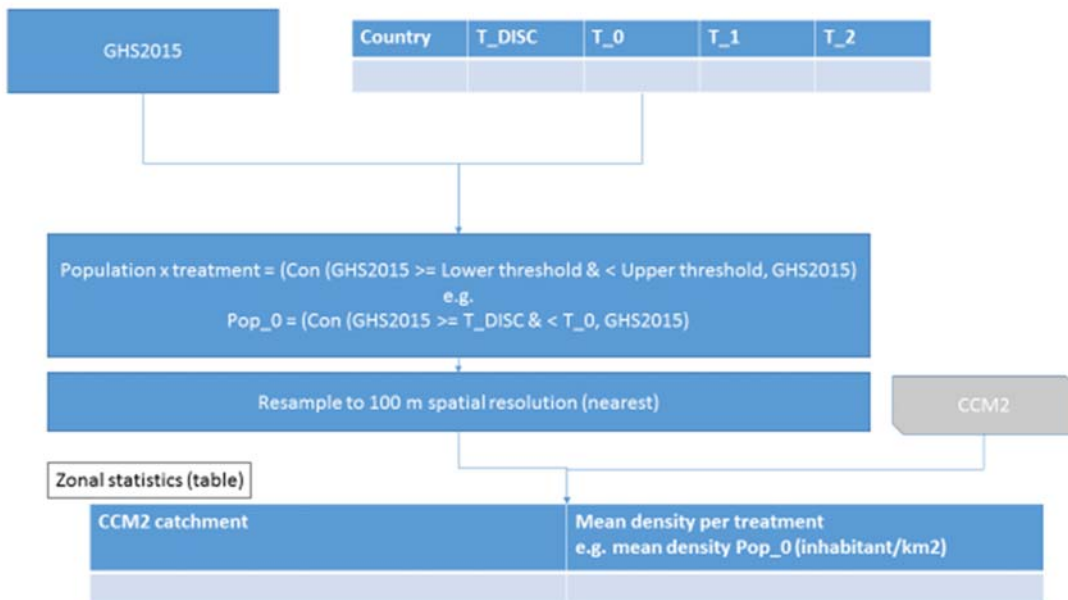 GHS2015
Country T_DISC T_0 T_1 T_2
Population x treatment = (Con (GHS2015 >= Lower threshold & < Upper threshold, GHS2015)
e.g.
Pop_0 = (Con (GHS2015 >= T_DISC & < T_0, GHS2015)
Resample to 100 m spatial resolution (nearest)
CCM2
Zonal statistics (table)
CCM2 catchment
Mean density per treatment
e.g. mean density Pop_0 (inhabitant/km2)